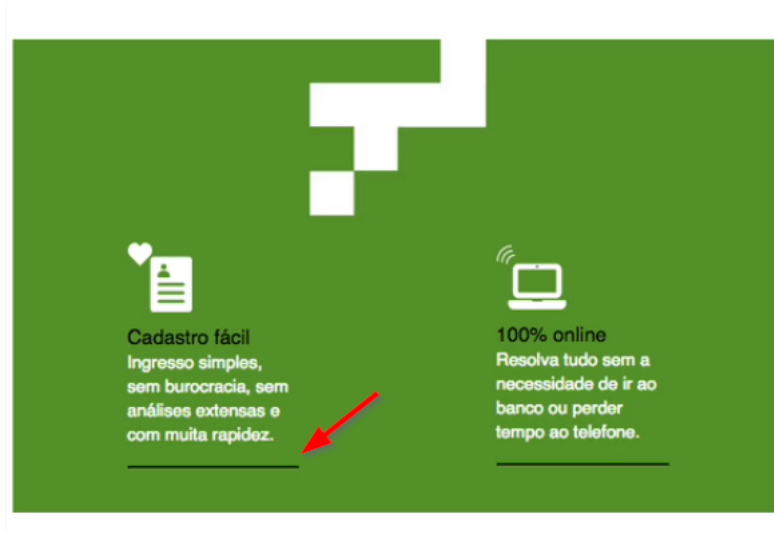 Cadastro fácil
Ingresso simples,
sem burocracia, sem
análises extensas e
com muita rapidez.
100% online
Resolva tudo sem a
necessidade de ir ao
banco ou perder
tempo ao telefone.